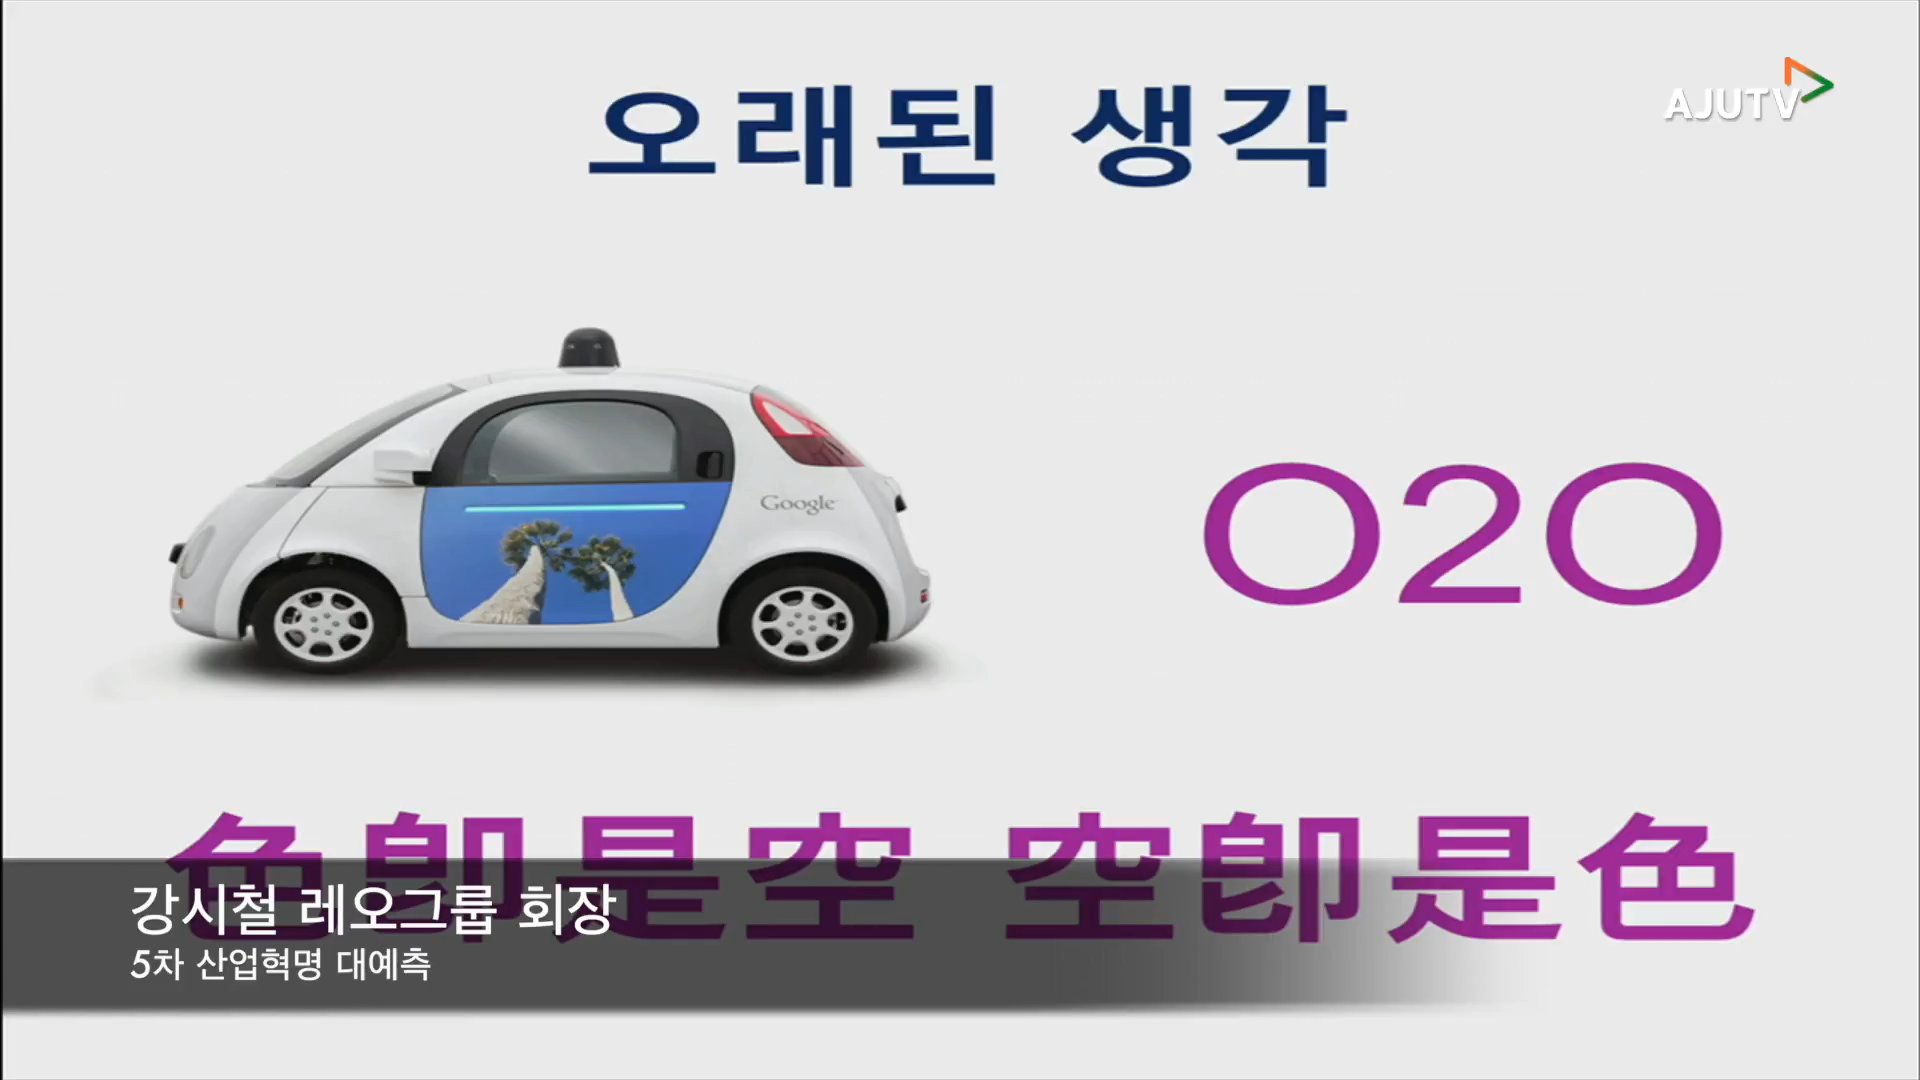 오래된 생각
AJUTV
Google
O2O
色卽是空 空卽是色
강시철 레오그룹 회장
5차 산업혁명 대예측